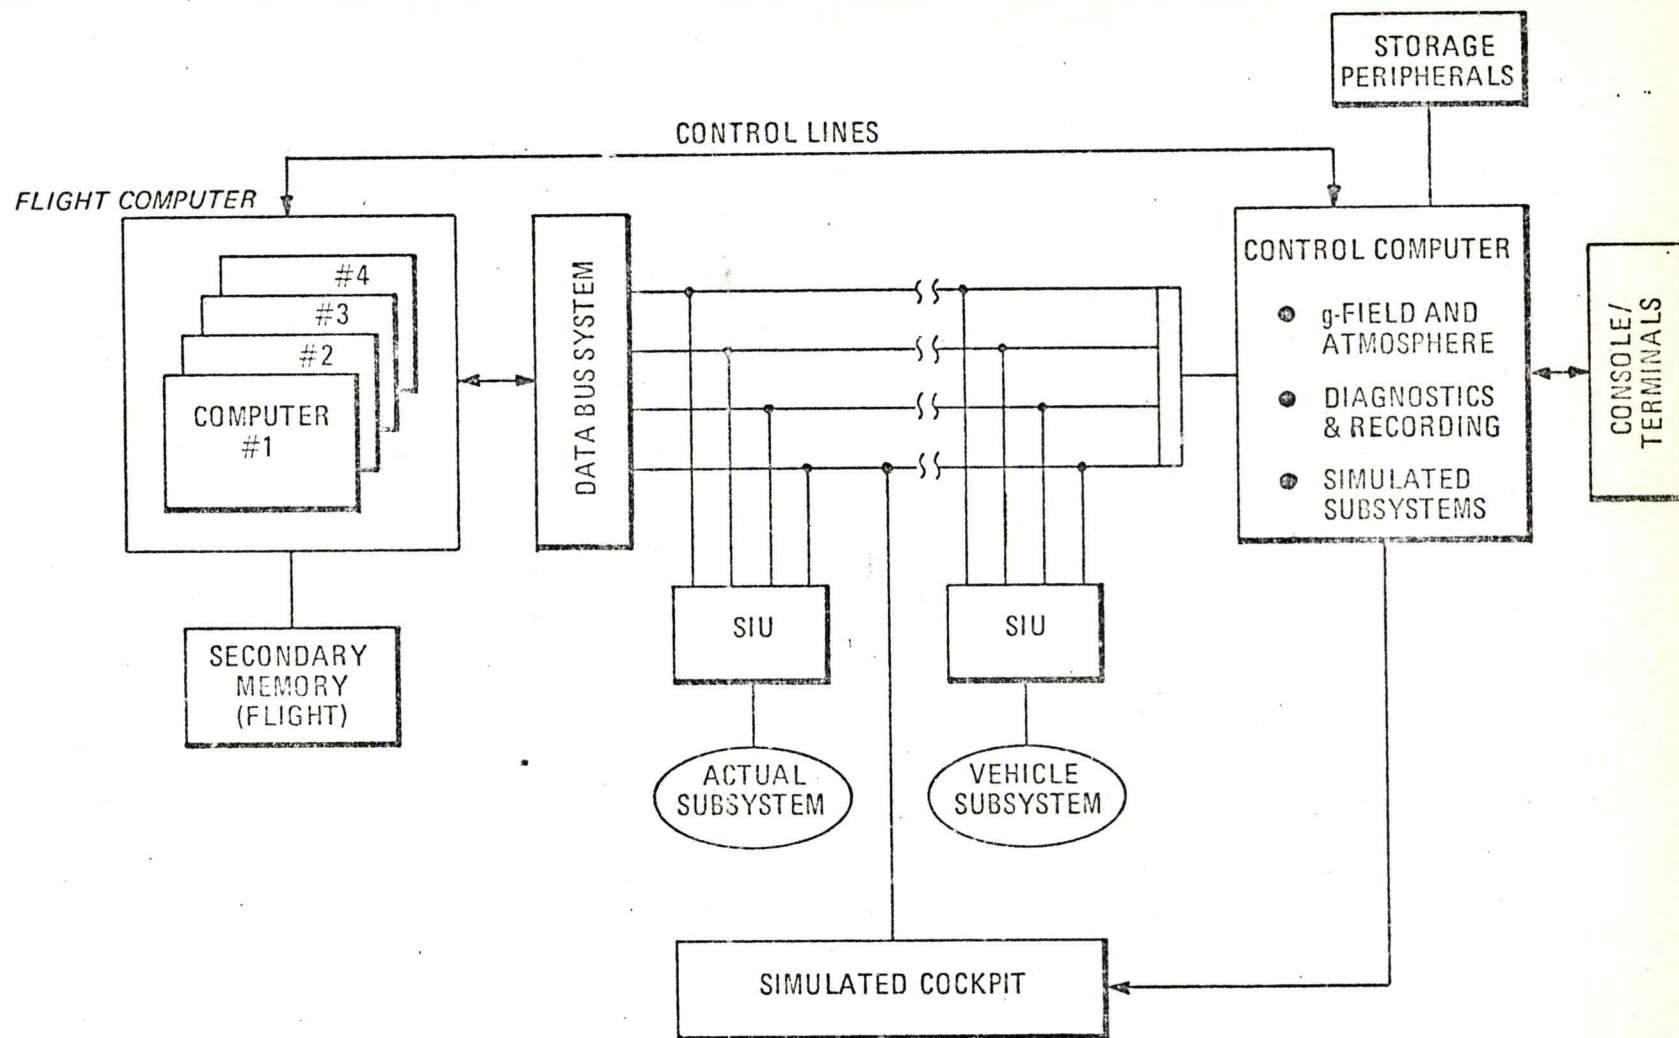 STORAGE
PERIPHERALS
CONTROL LINES
FLIGHT COMPUTER
#4
#3
#2
COMPUTER
#1
DATA BUS SYSTEM
CONTROL COMPUTER
g-FIELD AND
ATMOSPHERE
DIAGNOSTICS
& RECORDING
SIMULATED
SUBSYSTEMS
CONSOLE/
TERMINALS
SECONDARY
MEMORY
(FLIGHT)
SIU
SIU
ACTUAL
SUBSYSTEM
VEHICLE
SUBSYSTEM
SIMULATED COCKPIT